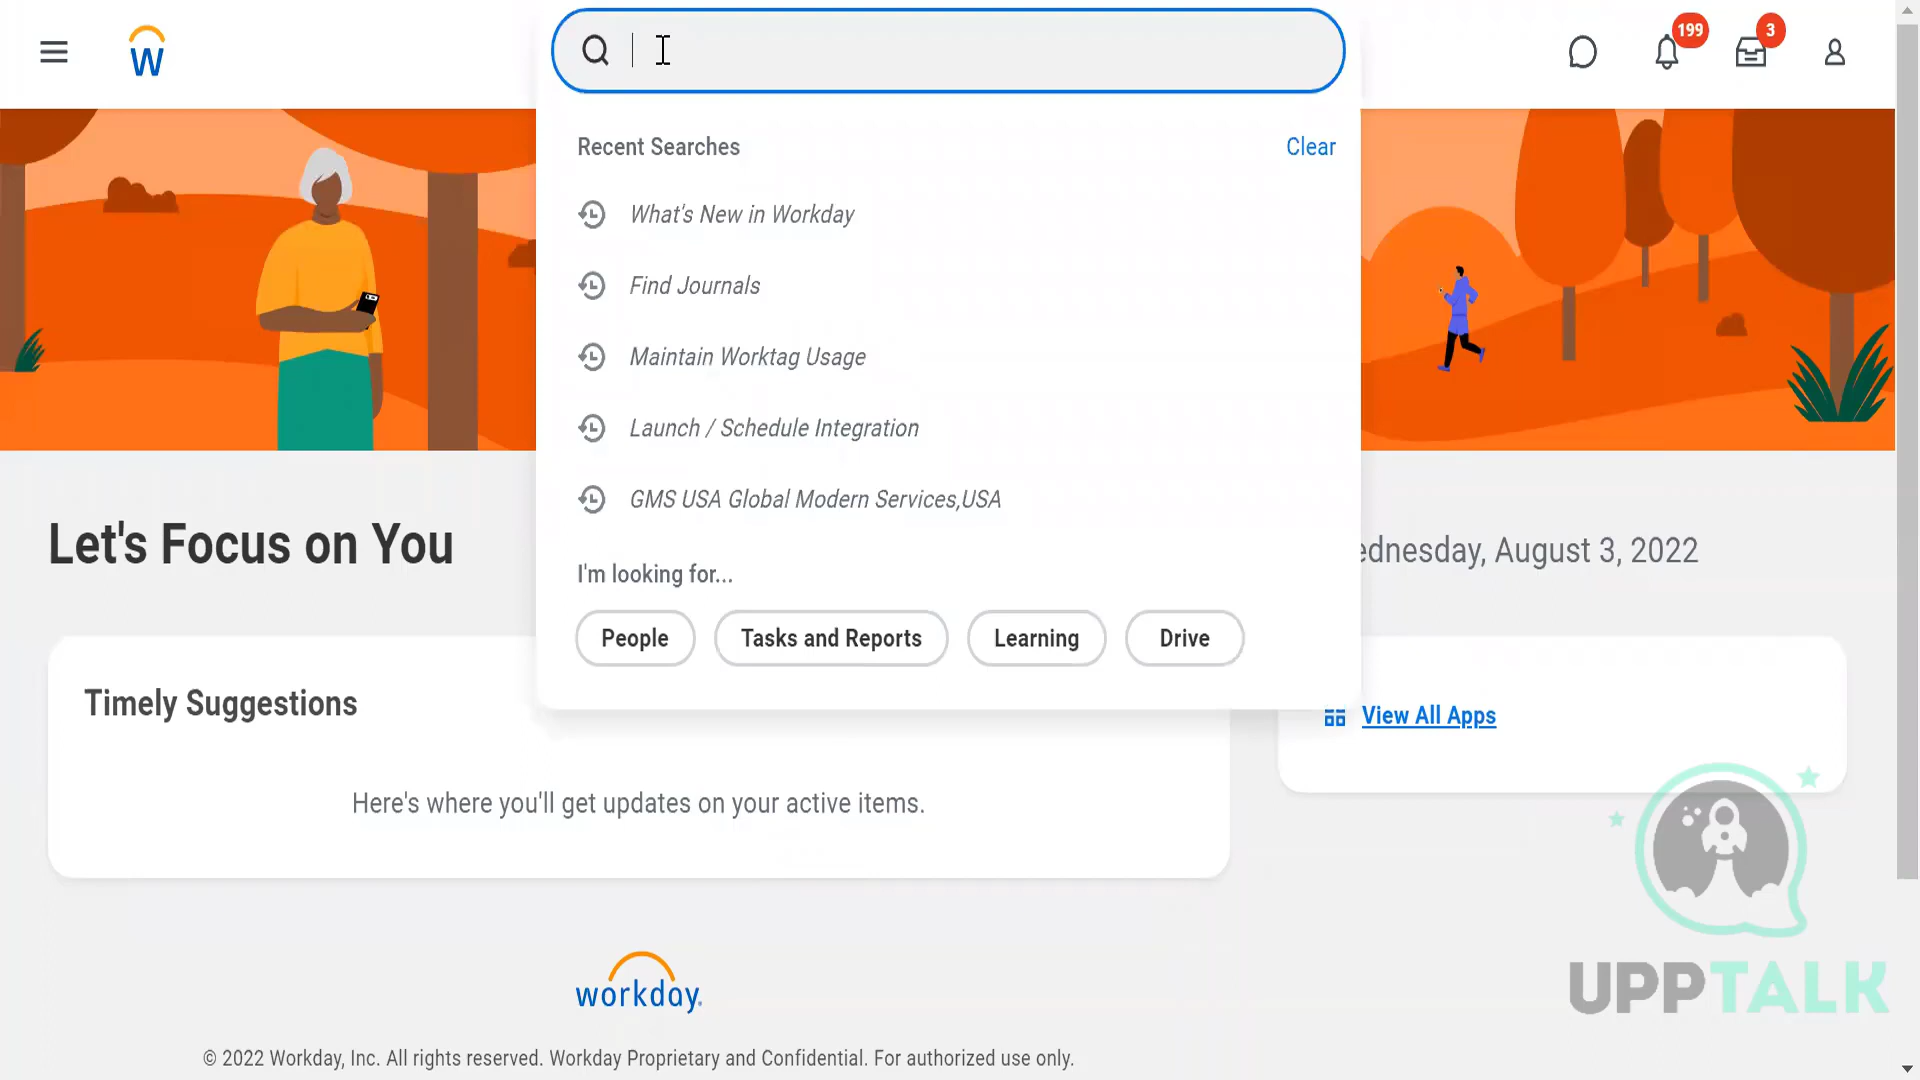 W
199
3
Recent Searches
Clear
What's New in Workday
Find Journals
Maintain Worktag Usage
Launch / Schedule Integration
GMS USA Global Modern Services,USA
Let's Focus on You
ednesday, August 3, 2022
I'm looking for...
People
Tasks and Reports
Learning
Drive
Timely Suggestions
View All Apps
Here's where you'll get updates on your active items.
workday.
UPPTALK
© 2022 Workday, Inc. All rights reserved. Workday Proprietary and Confidential. For authorized use only.